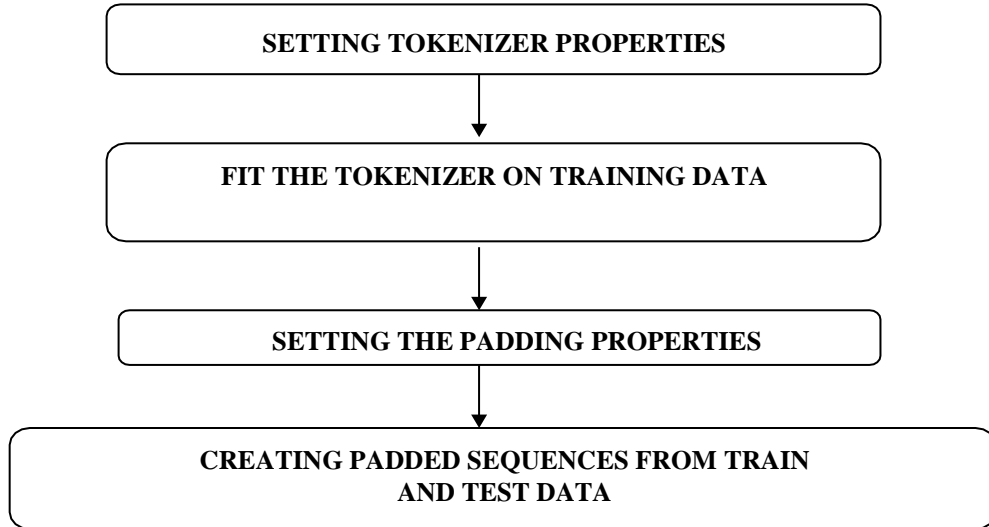 SETTING TOKENIZER PROPERTIES
FIT THE TOKENIZER ON TRAINING DATA
SETTING THE PADDING PROPERTIES
CREATING PADDED SEQUENCES FROM TRAIN
AND TEST DATA